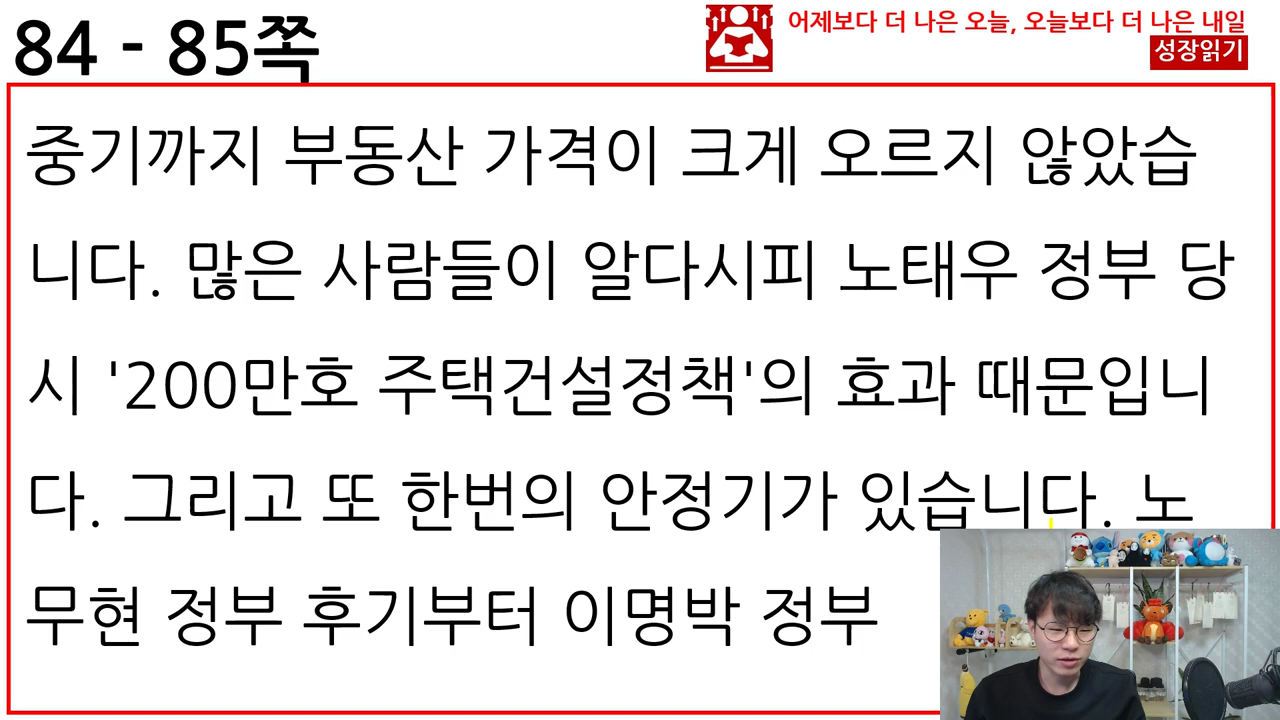 84 - 85쪽
어제보다 더 나은 오늘, 오늘보다 더 나은 내일
성장읽기
중기까지 부동산 가격이 크게 오르지 않았습
니다. 많은 사람들이 알다시피 노태우 정부 당
시 '200만호 주택건설정책'의 효과 때문입니
다. 그리고 또 한번의 안정기가 있습니다. 노
무현 정부 후기부터 이명박 정부